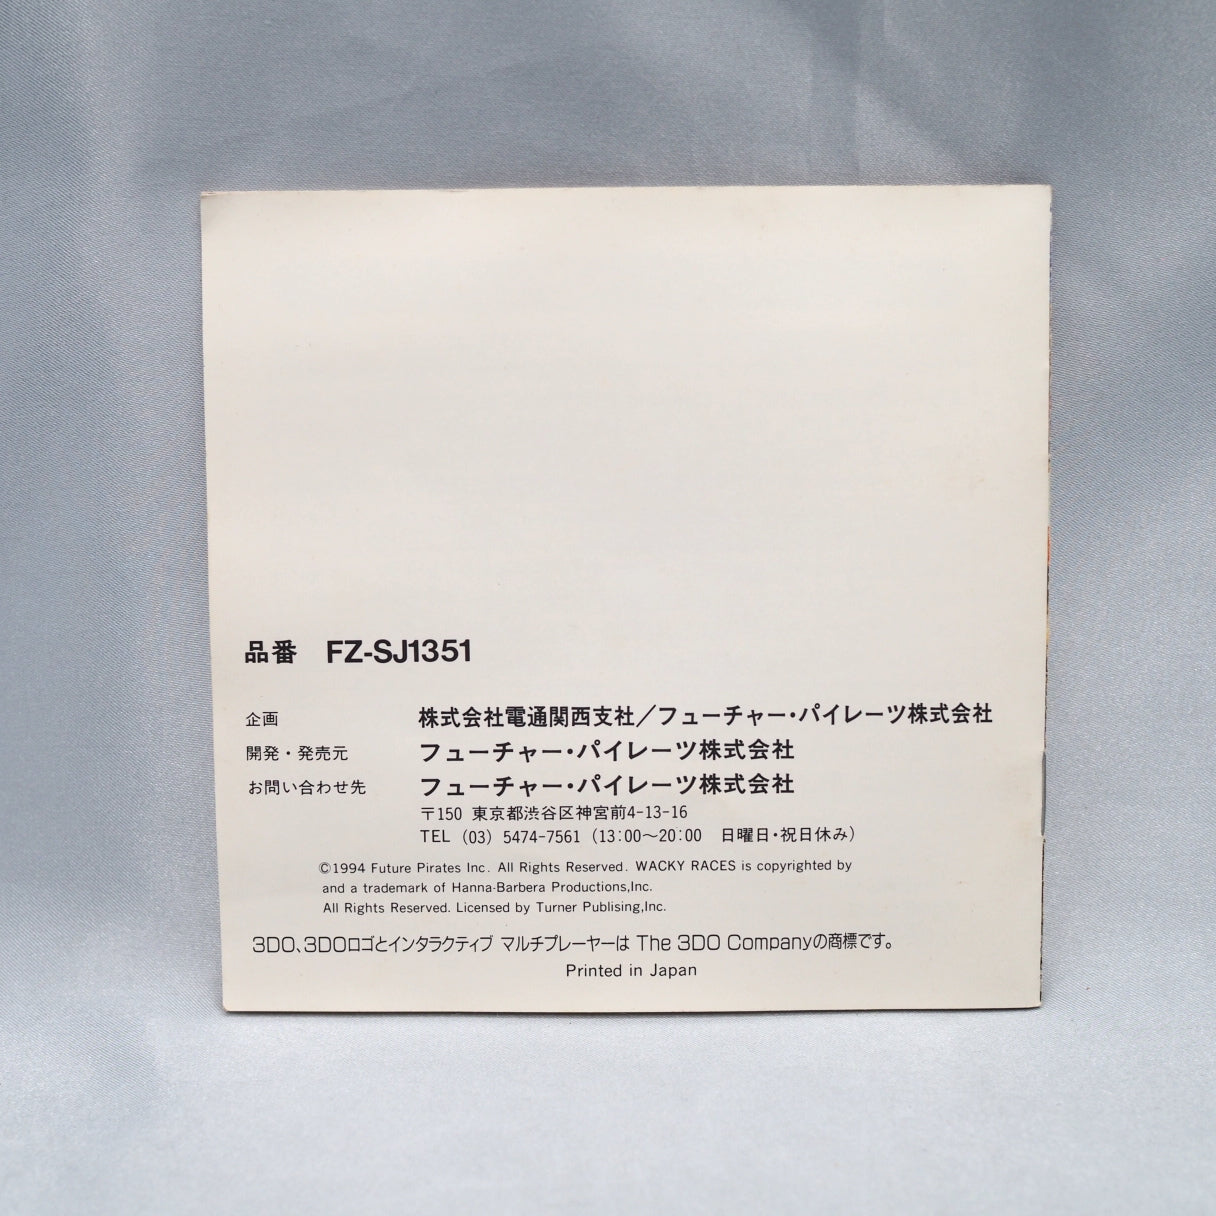 品番 FZ-SJ1351
企画 株式会社電通関西支社／フューチャー・パイレーツ株式会社
開発・発売元 フューチャー・パイレーツ株式会社
お問い合わせ先 フューチャー・パイレーツ株式会社
〒150 東京都渋谷区神宮前4-13-16
TEL (03) 5474-7561 (13:00〜20:00 日曜日・祝日休み)
©1994 Future Pirates Inc. All Rights Reserved. WACKY RACES is copyrighted by
and a trademark of Hanna-Barbera Productions,Inc.
All Rights Reserved. Licensed by Turner Publising,Inc.
3DO、3DOロゴとインタラクティブ マルチプレーヤーは The 3DO Companyの商標です。
Printed in Japan